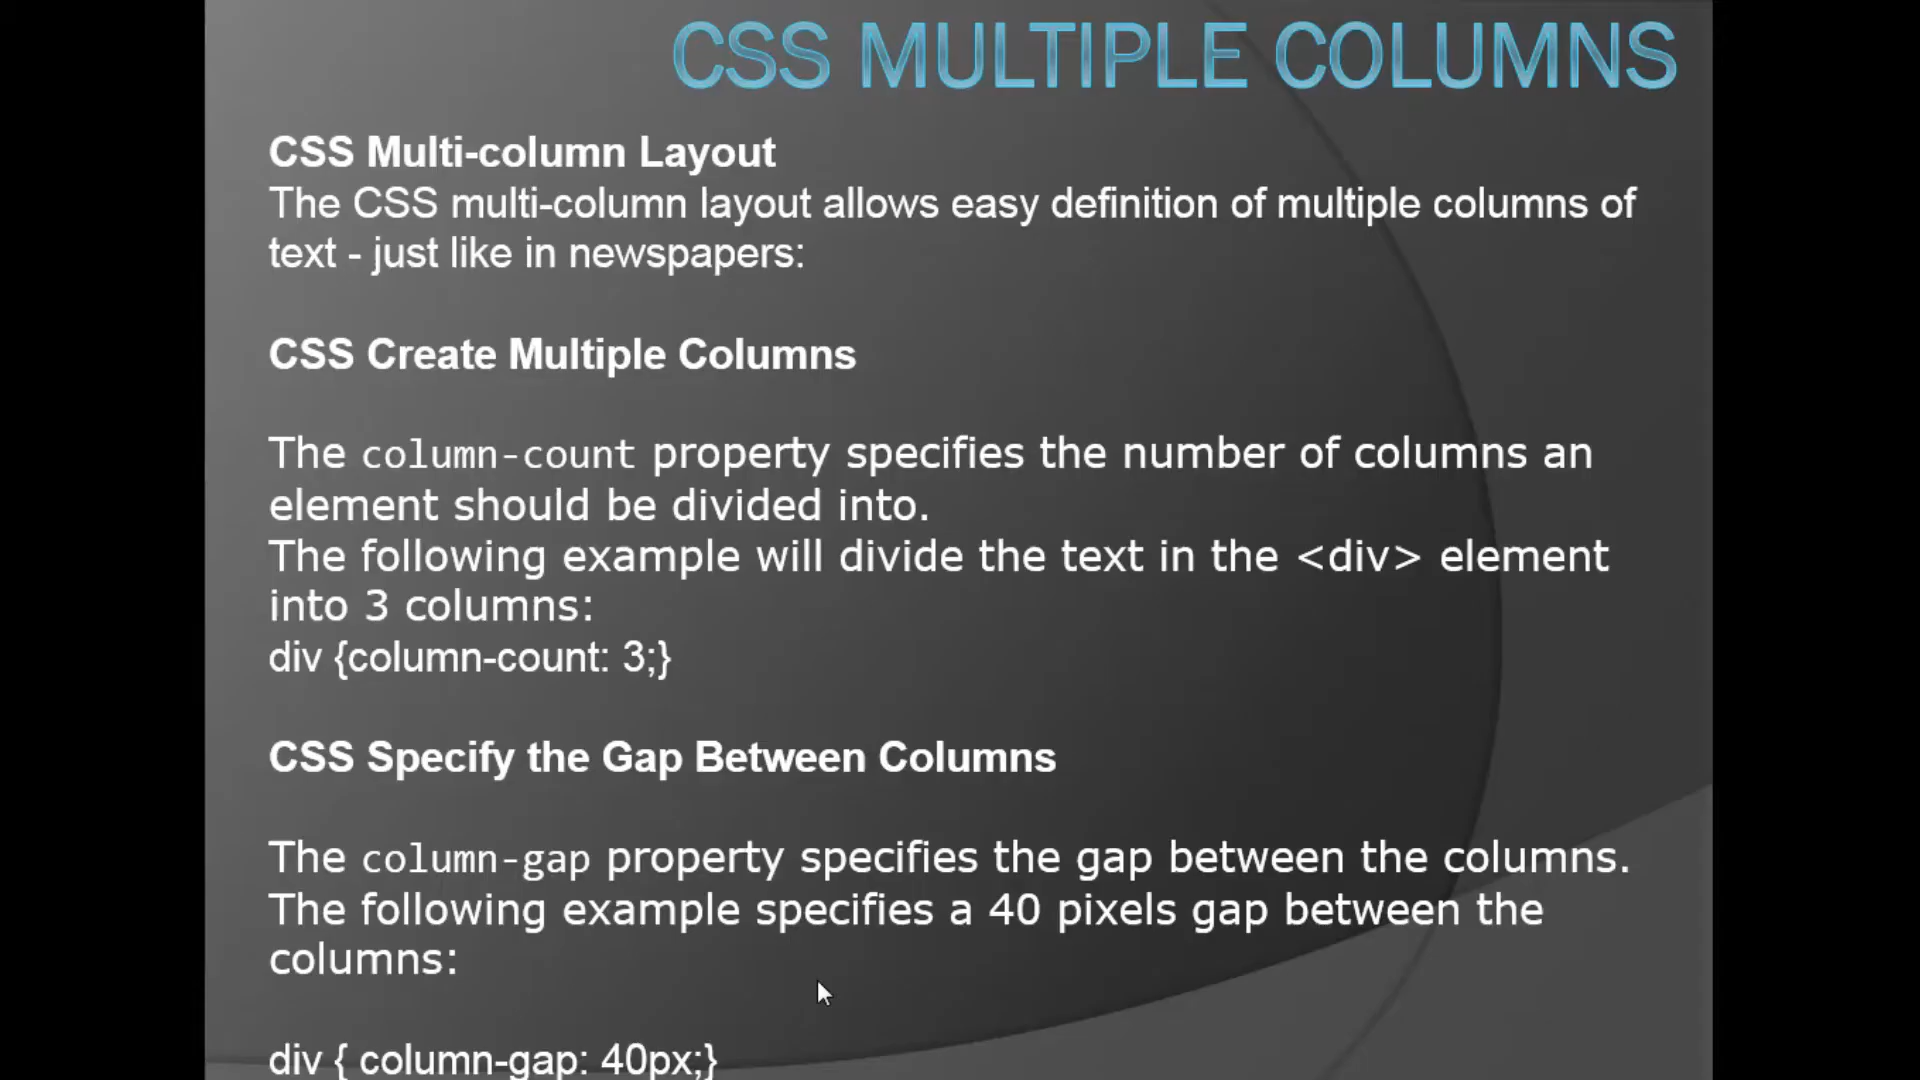 CSS MULTIPLE COLUMNS
CSS Multi-column Layout
The CSS multi-column layout allows easy definition of multiple columns of
text - just like in newspapers:
CSS Create Multiple Columns
The column-count property specifies the number of columns an
element should be divided into.
The following example will divide the text in the <div> element
into 3 columns:
div {column-count: 3;}
CSS Specify the Gap Between Columns
The column-gap property specifies the gap between the columns.
The following example specifies a 40 pixels gap between the
columns:
div { column-gap: 40px;}